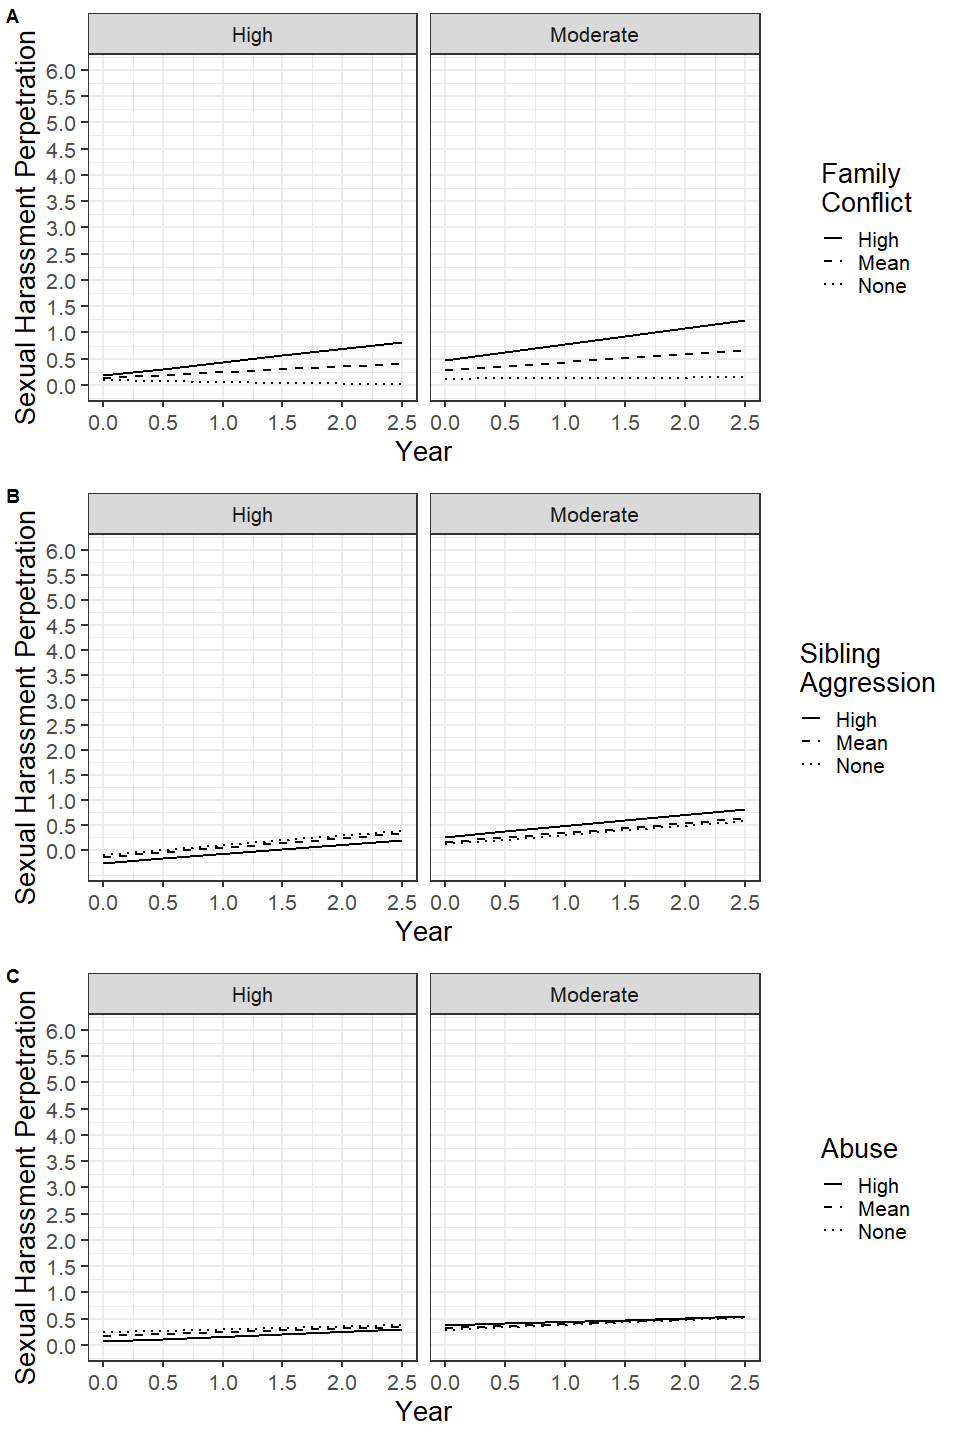 A
High
Moderate
Sexual Harassment Perpetration
6.0
5.5
5.0
4.5
4.0
3.5
3.0
2.5
2.0
1.5
1.0
0.5
0.0
0.0 0.5 1.0 1.5 2.0 2.5
0.0 0.5 1.0 1.5 2.0 2.5
Year
Family
Conflict
High
Mean
None
B
High
Moderate
Sexual Harassment Perpetration
6.0
5.5
5.0
4.5
4.0
3.5
3.0
2.5
2.0
1.5
1.0
0.5
0.0
0.0 0.5 1.0 1.5 2.0 2.5
0.0 0.5 1.0 1.5 2.0 2.5
Year
Sibling
Aggression
High
Mean
None
C
High
Moderate
Sexual Harassment Perpetration
6.0
5.5
5.0
4.5
4.0
3.5
3.0
2.5
2.0
1.5
1.0
0.5
0.0
0.0 0.5 1.0 1.5 2.0 2.5
0.0 0.5 1.0 1.5 2.0 2.5
Year
Abuse
High
Mean
None